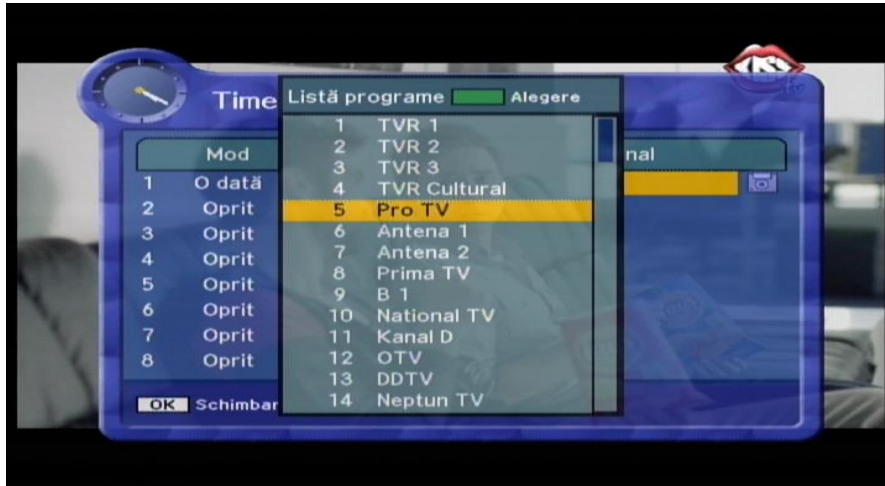 KISS
tv
Time
Listă programe Alegere
Mod
nal
1 O dată
2 Oprit
3 Oprit
4 Oprit
5 Oprit
6 Oprit
7 Oprit
8 Oprit
1 TVR 1
2 TVR 2
3 TVR 3
4 TVR Cultural
5 Pro TV
6 Antena 1
7 Antena 2
8 Prima TV
9 B 1
10 National TV
11 Kanal D
12 OTV
13 DDTV
14 Neptun TV
OK Schimbar